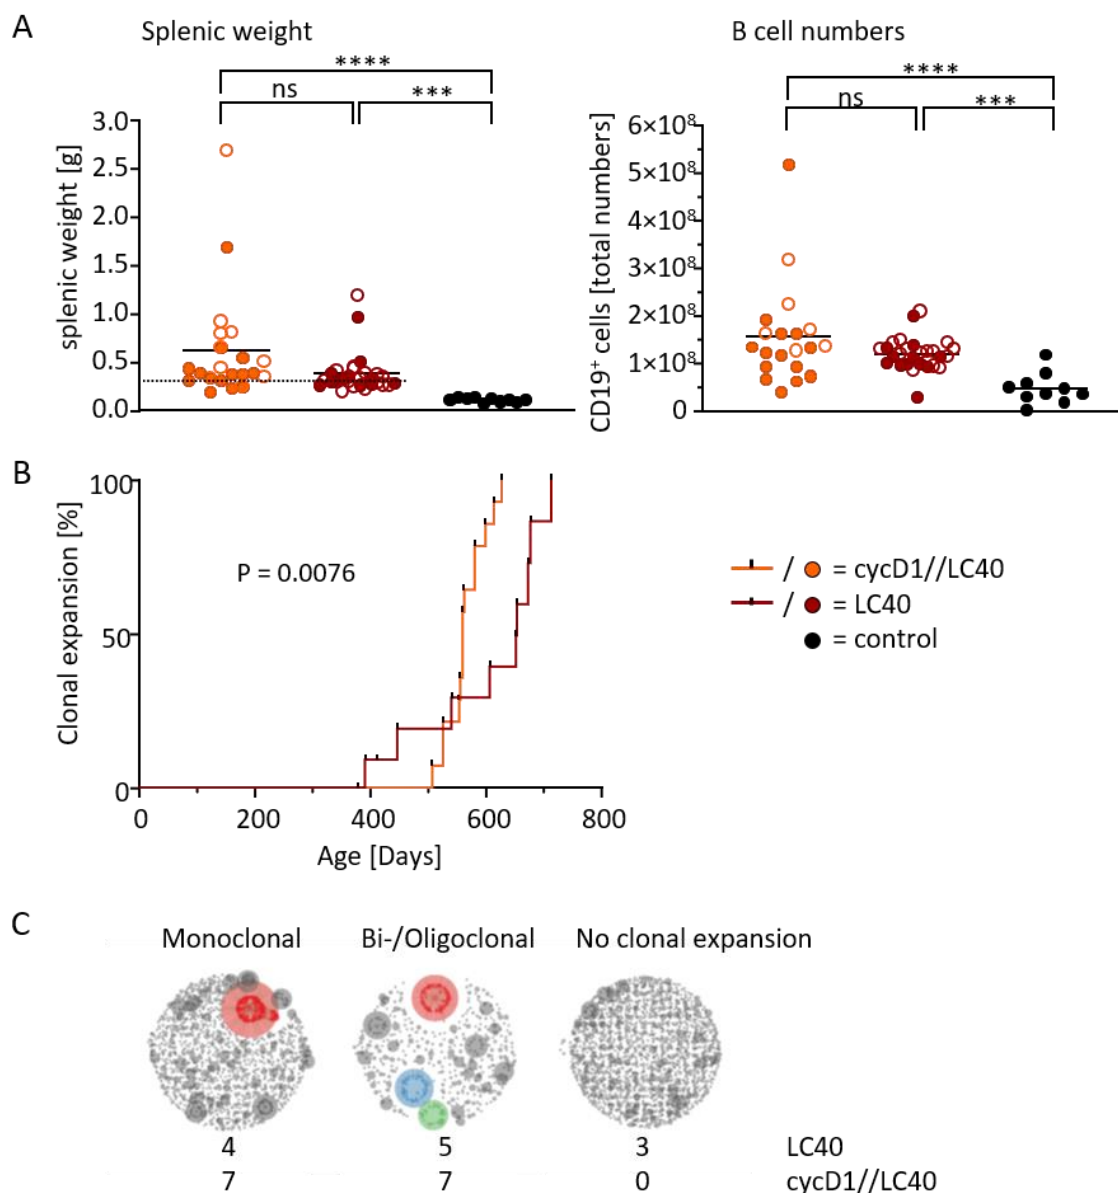 A
Splenic weight
B cell numbers
****
ns
***
****
ns
***
splenic weight [g]
3.0
2.5
2.0
1.5
1.0
0.5
0.0
CD19⁺ cells [total numbers]
6×10⁸
5×10⁸
4×10⁸
3×10⁸
2×10⁸
1×10⁸
0
B
Clonal expansion [%]
100
50
0
P = 0.0076
0 200 400 600 800
Age [Days]
/ = cycD1//LC40
/ = LC40
= control
C
Monoclonal Bi-/Oligoclonal No clonal expansion
4 5 3 LC40
7 7 0 cycD1//LC40